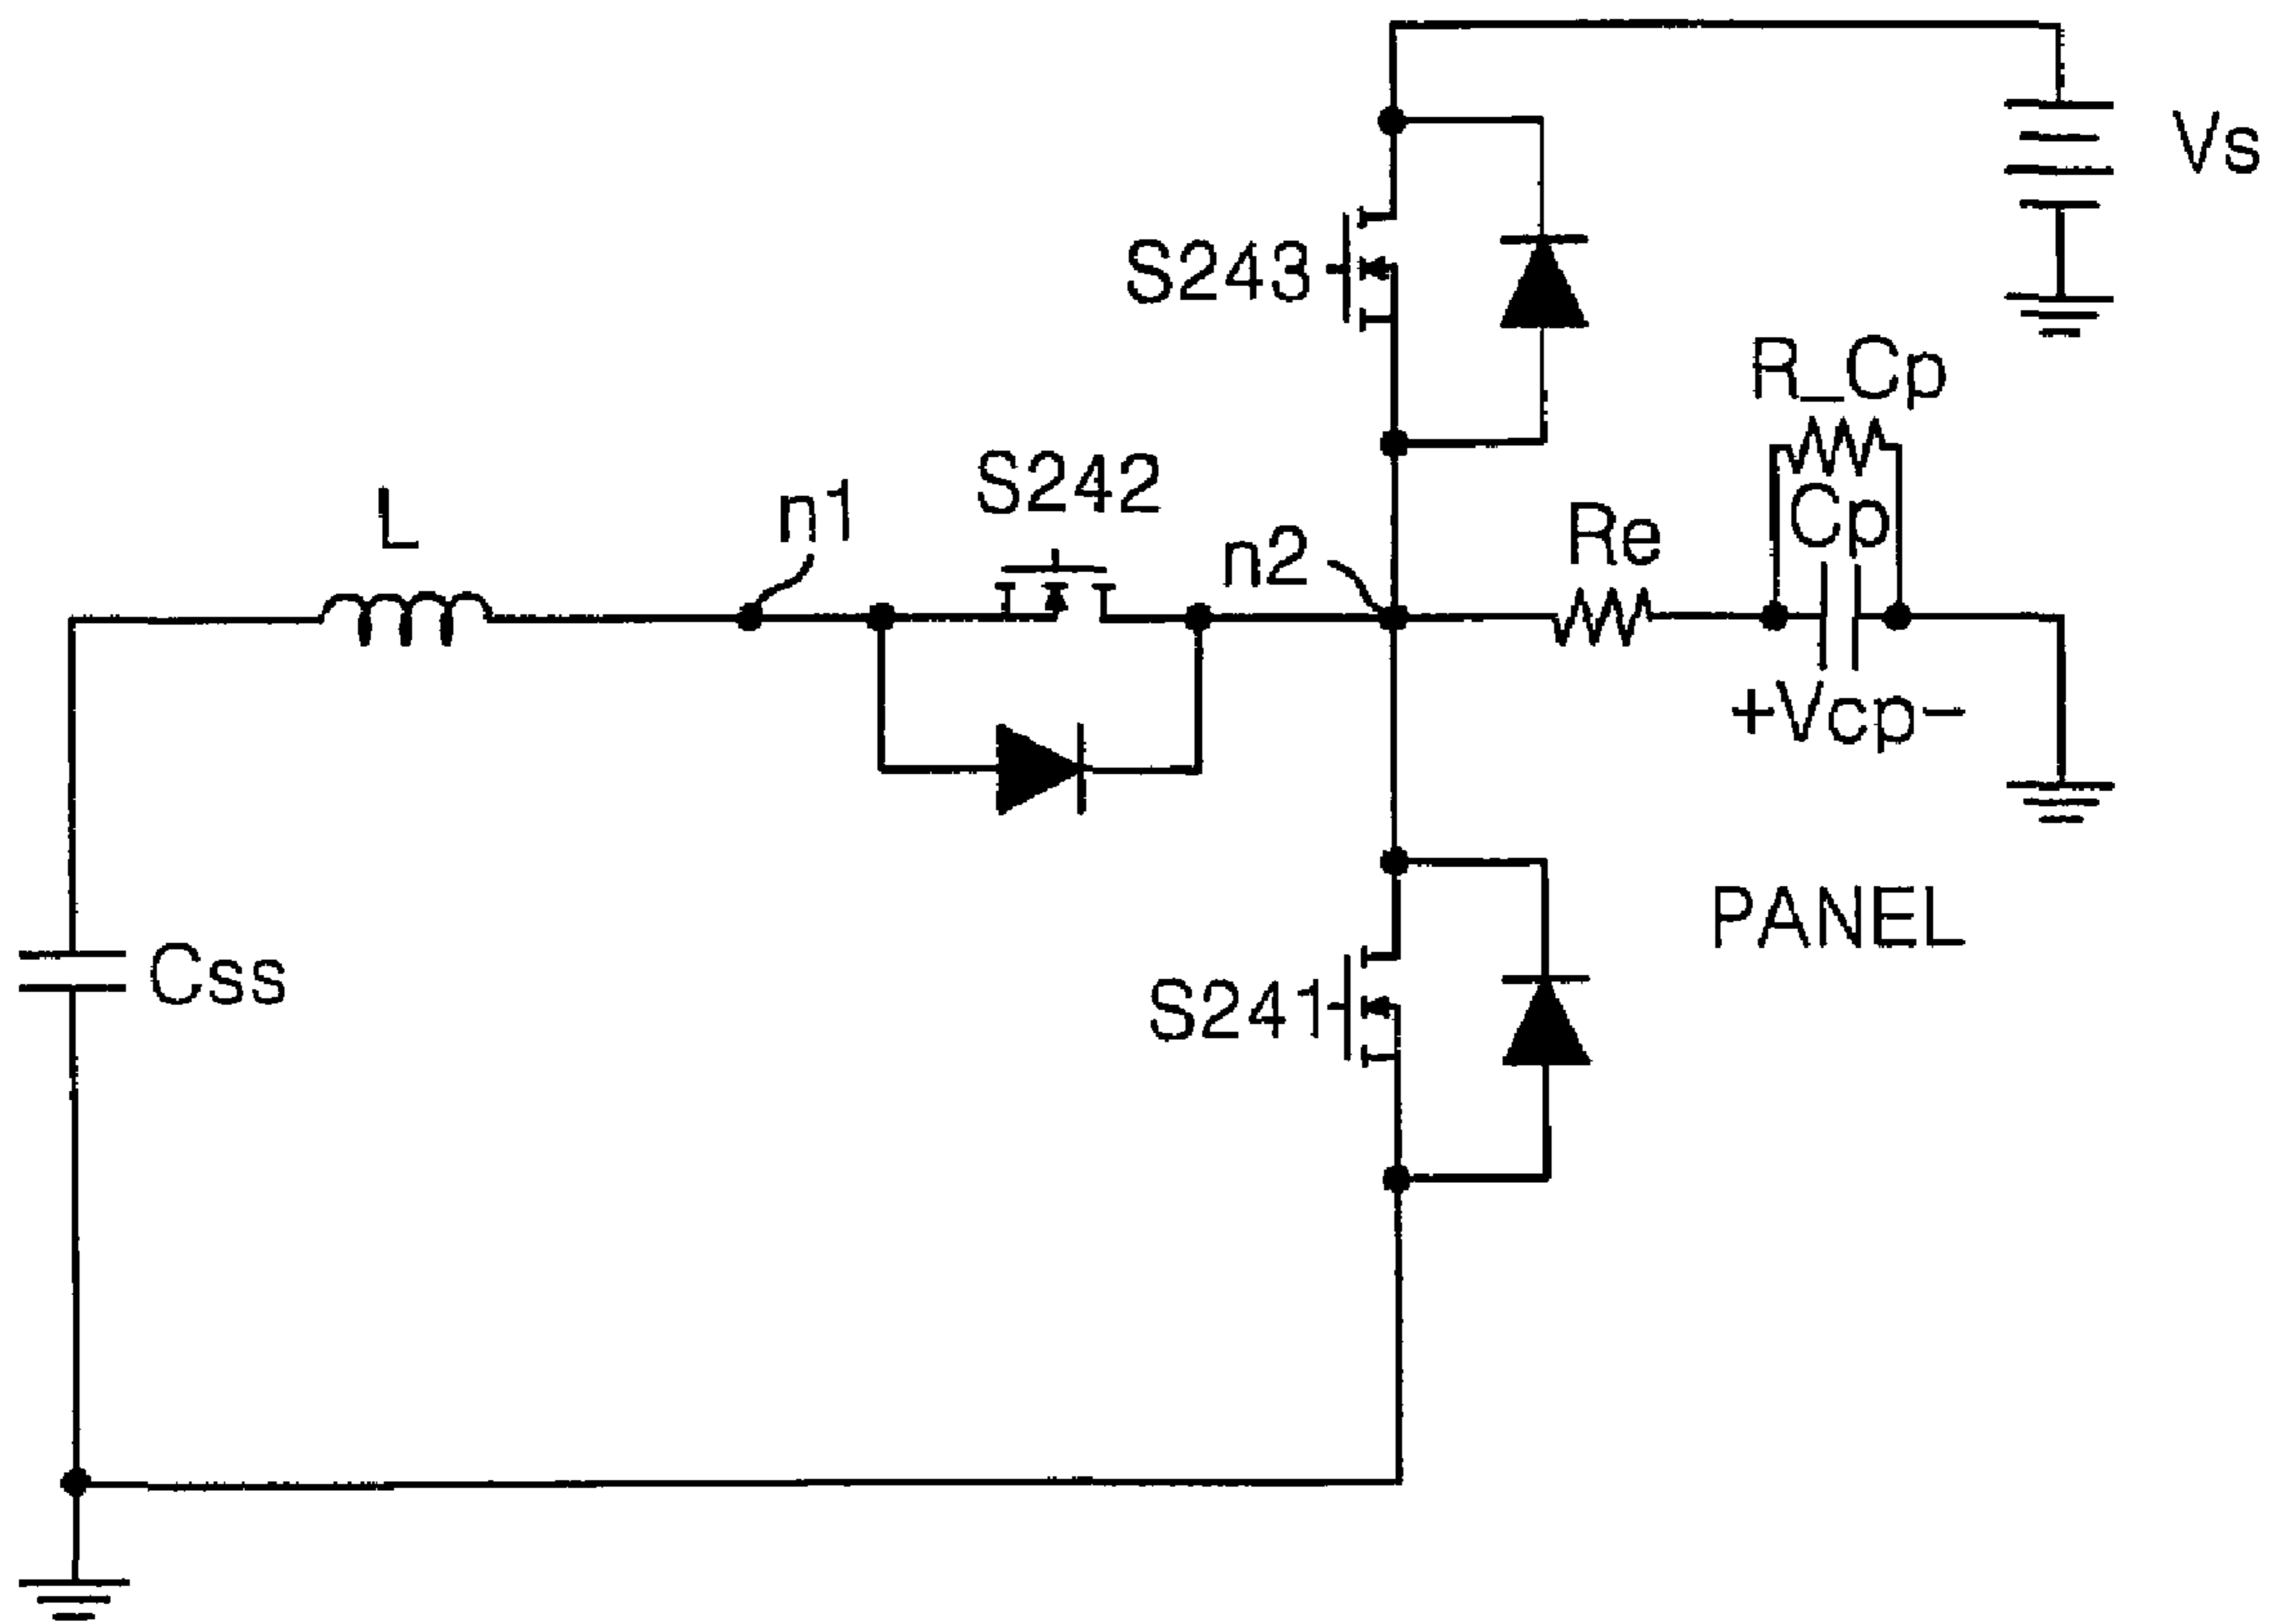 Vs
S243
R_Cp
S242
n1
L
n2
Re
Cp
+Vcp-
PANEL
Css
S241